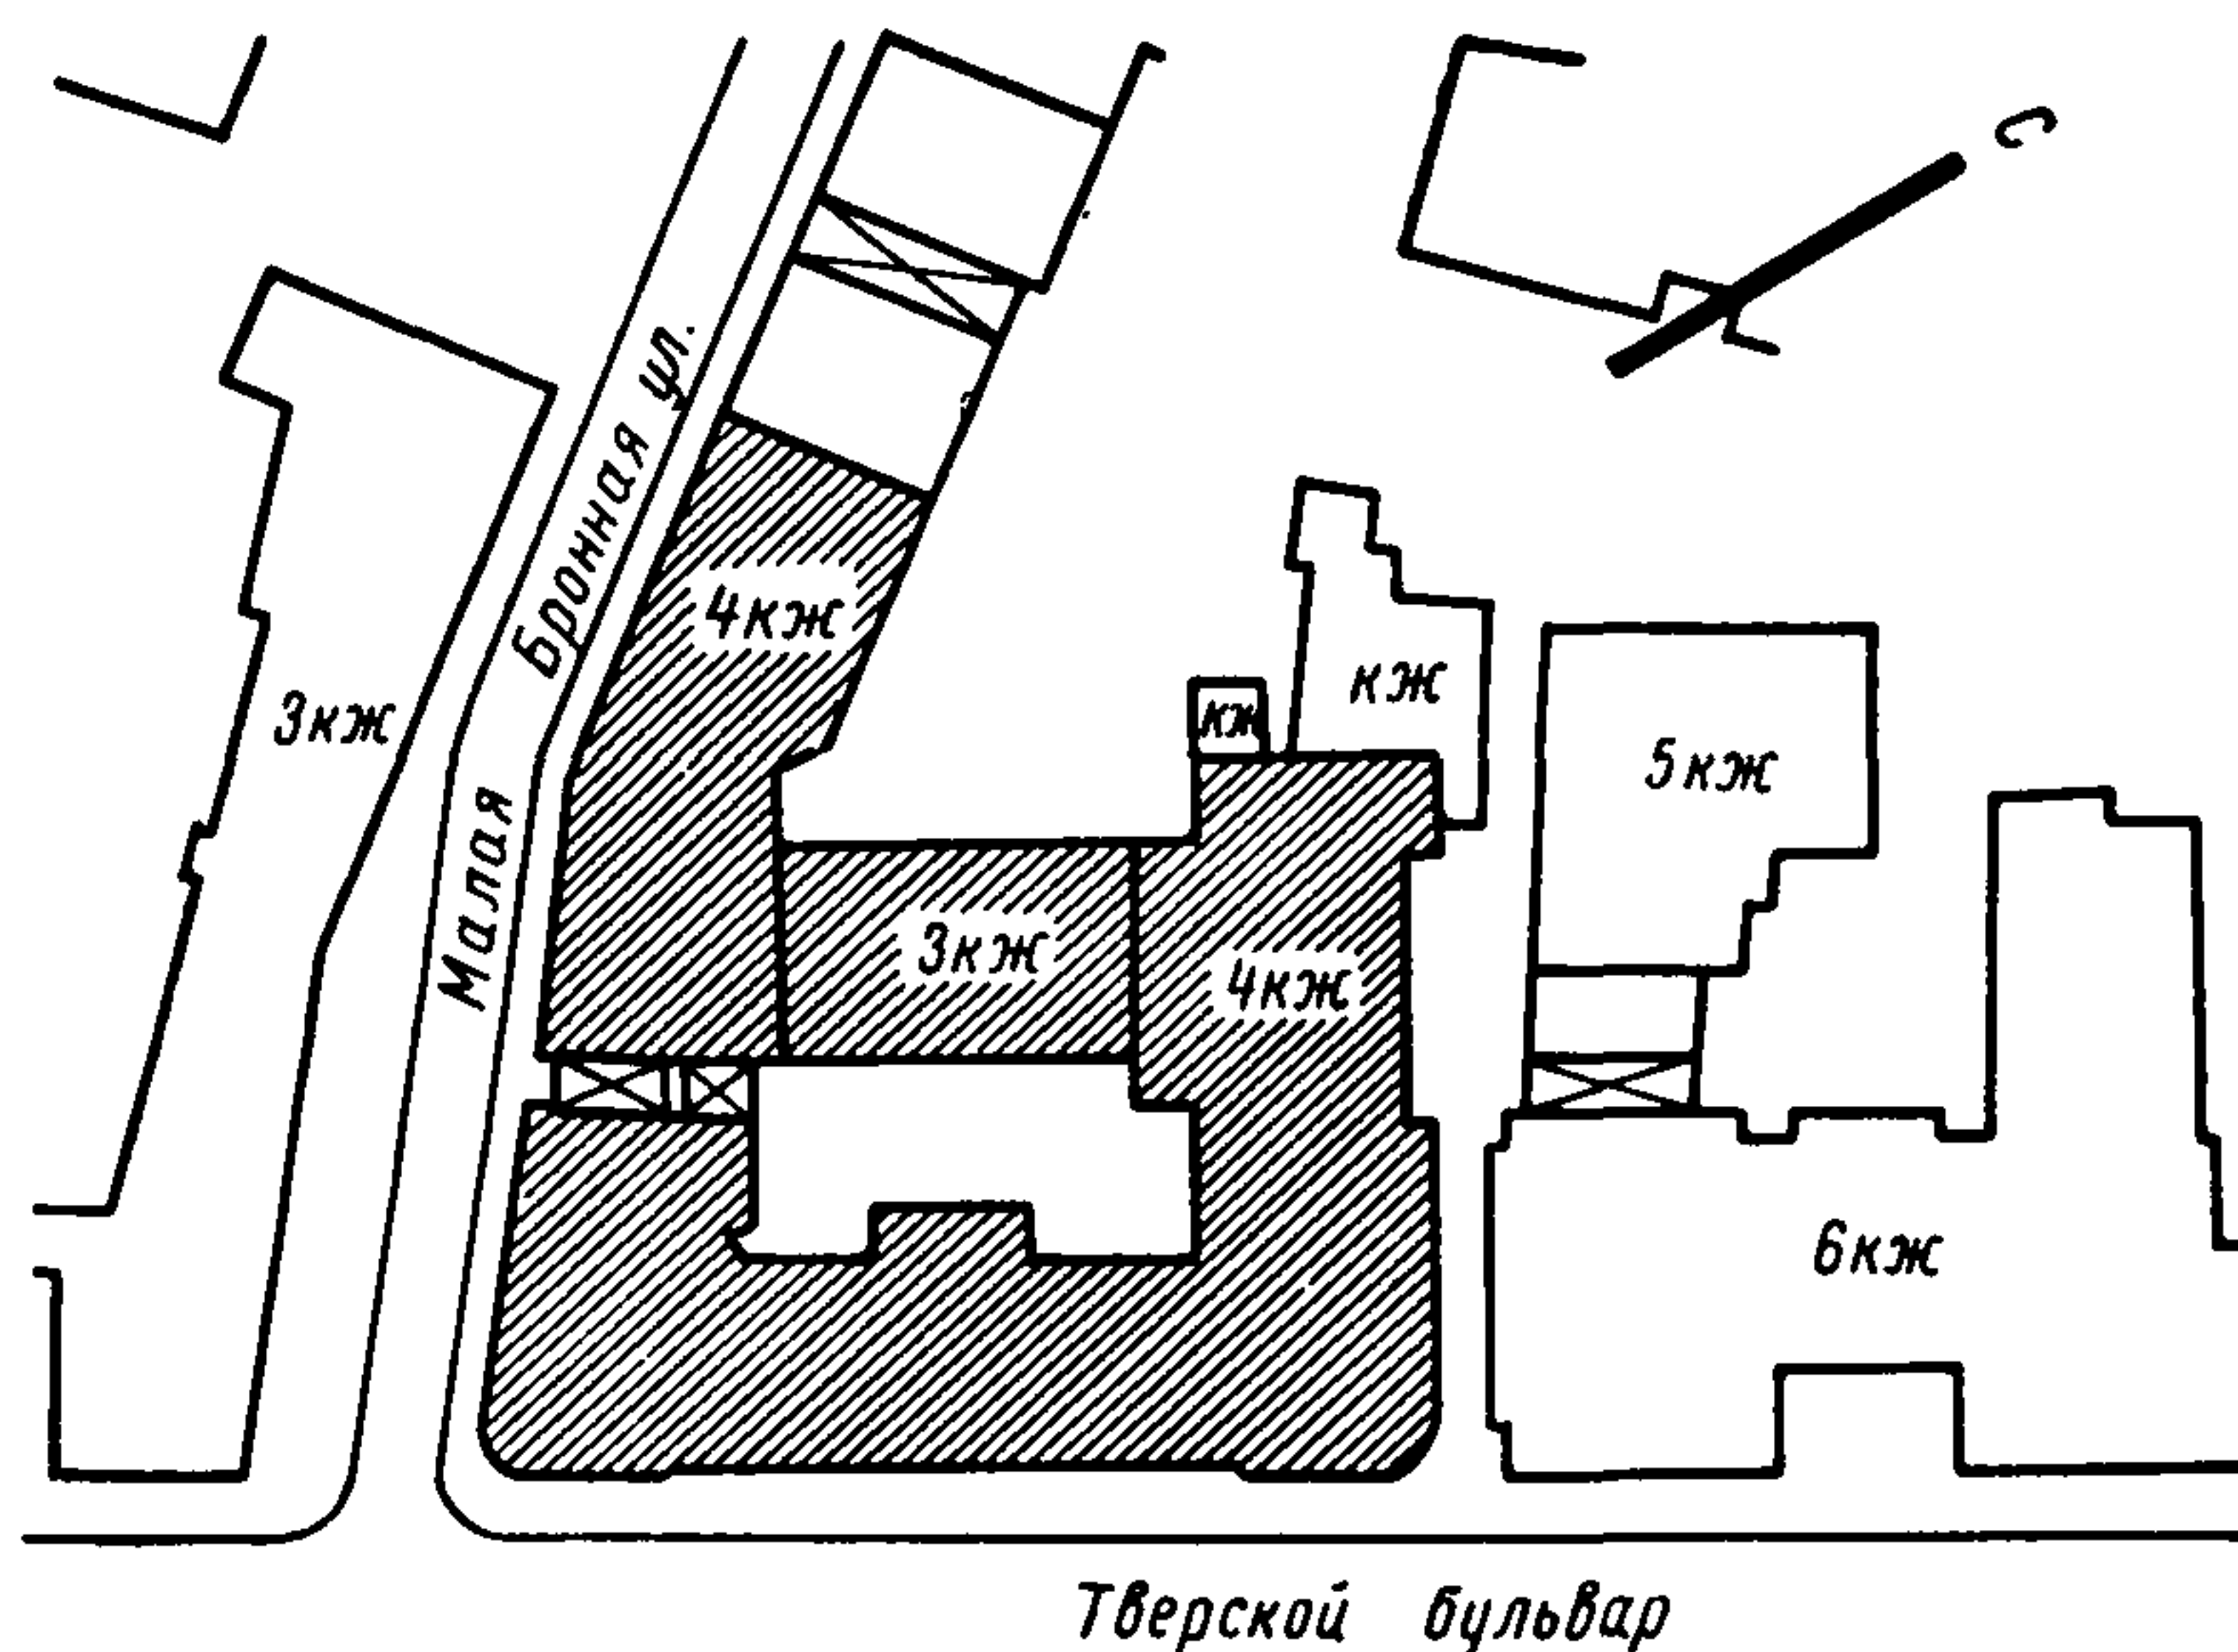 С
Малая Бронная ул.
4кж
3кж
кж
кж
5кж
3кж
4кж
6кж
Тверской бульвар